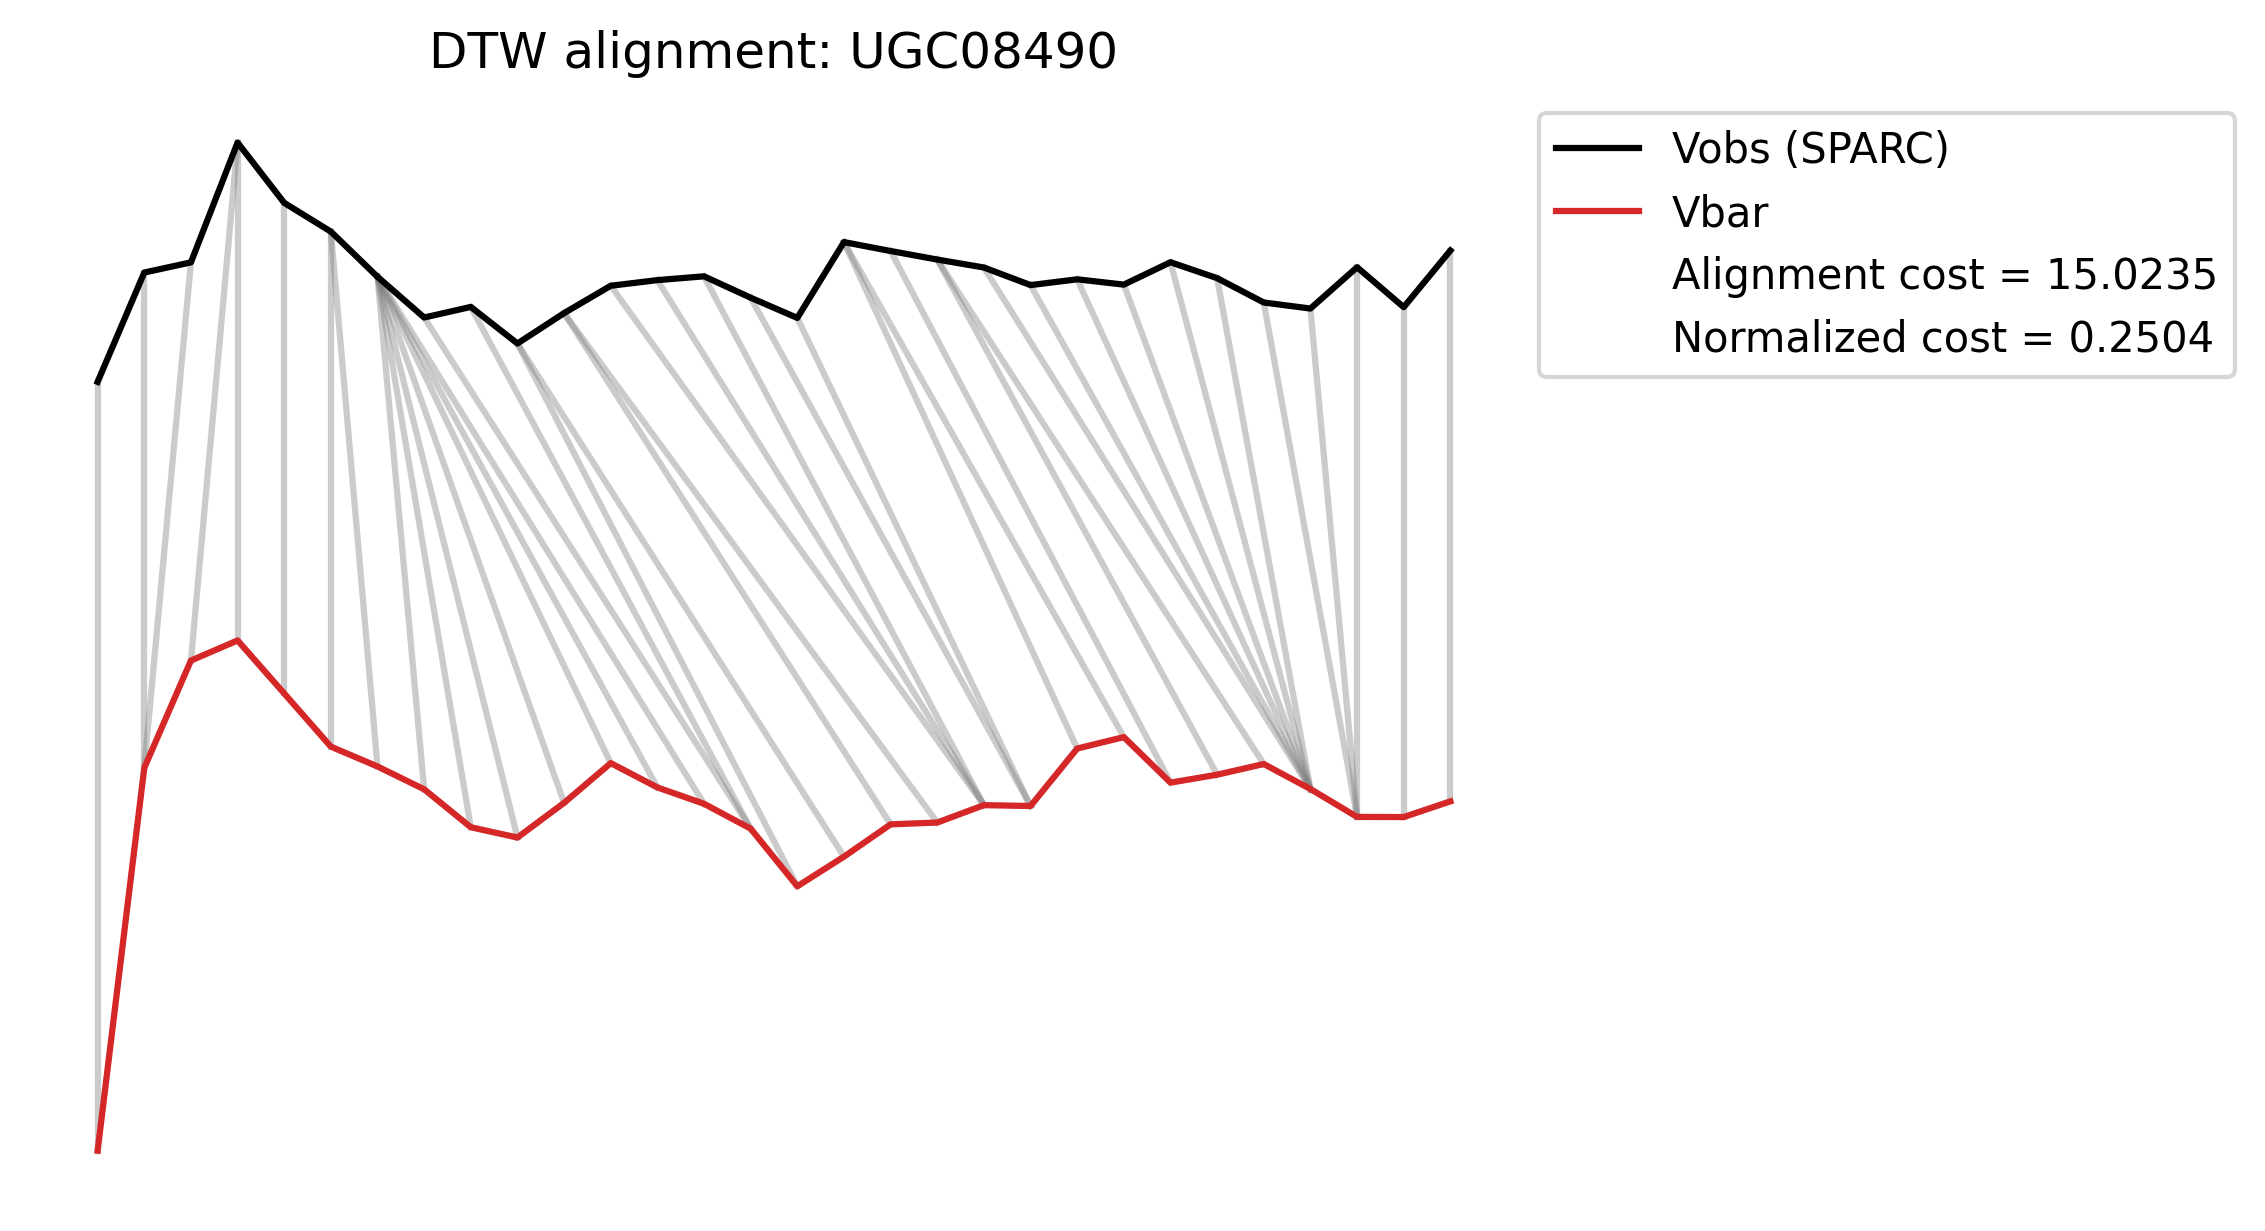 DTW alignment: UGC08490
Vobs (SPARC)
Vbar
Alignment cost = 15.0235
Normalized cost = 0.2504